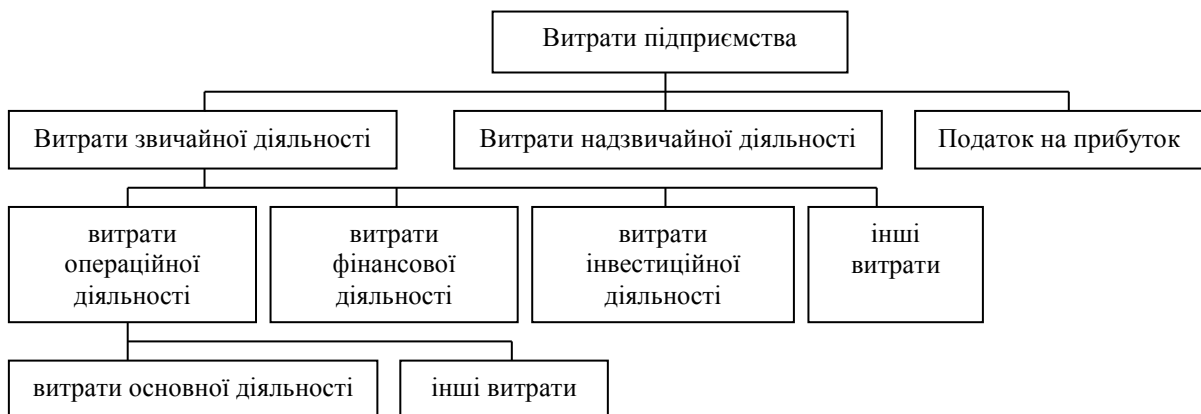 Витрати підприємства
Витрати звичайної діяльності
Витрати надзвичайної діяльності
Податок на прибуток
витрати
операційної
діяльності
витрати
фінансової
діяльності
витрати
інвестиційної
діяльності
інші
витрати
витрати основної діяльності
інші витрати